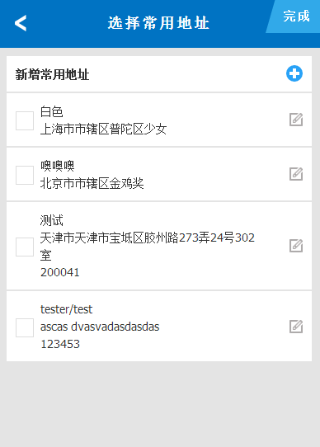 选择常用地址
完成
新增常用地址
白色
上海市市辖区普陀区少女
噢噢噢
北京市市辖区金鸡奖
测试
天津市天津市宝坻区胶州路273弄24号302
室
200041
tester/test
ascas dvasvadasdasdas
123453